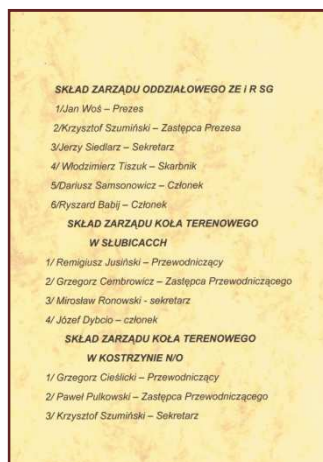 SKŁAD ZARZĄDU ODDZIAŁOWEGO ZE i R SG
1/Jan Woś – Prezes
2/Krzysztof Szumiński – Zastępca Prezesa
3/Jerzy Siedlarz – Sekretarz
4/ Włodzimierz Tiszuk – Skarbnik
5/Dariusz Samsonowicz – Członek
6/Ryszard Babij – Członek
SKŁAD ZARZĄDU KOŁA TERENOWEGO
W SŁUBICACCH
1/ Remigiusz Jusiński – Przewodniczący
2/ Grzegorz Cembrowicz – Zastępca Przewodniczącego
3/ Mirosław Ronowski - sekretarz
4/ Józef Dybcio – członek
SKŁAD ZARZĄDU KOŁA TERENOWEGO
W KOSTRZYNIE N/O
1/ Grzegorz Cieślicki – Przewodniczący
2/ Paweł Pulkowski – Zastępca Przewodniczącego
3/ Krzysztof Szumiński – Sekretarz